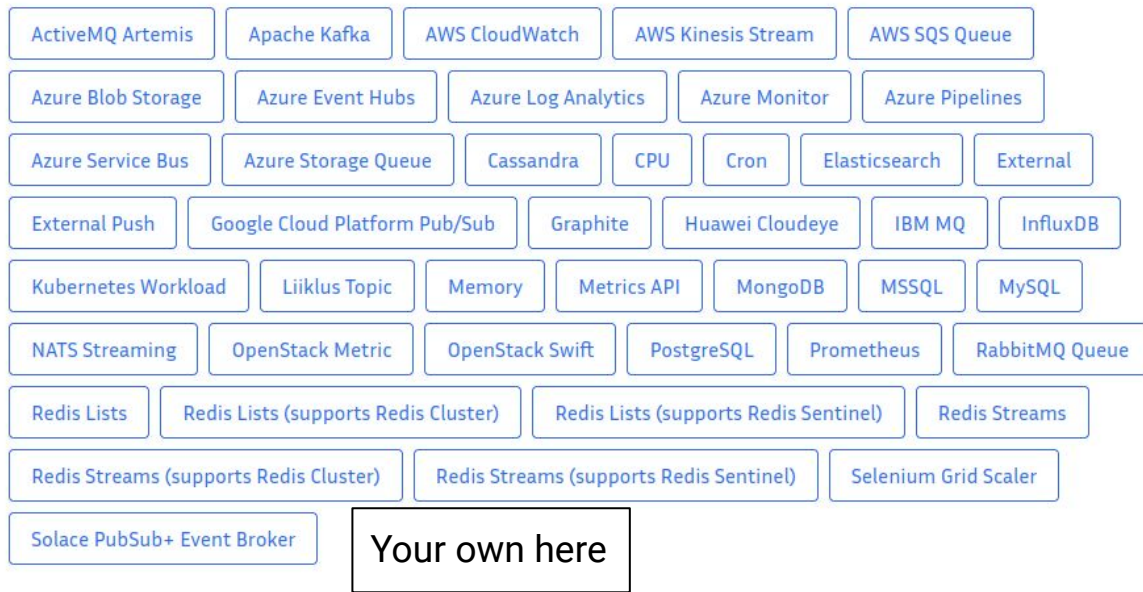 ActiveMQ Artemis Apache Kafka AWS CloudWatch AWS Kinesis Stream AWS SQS Queue
Azure Blob Storage Azure Event Hubs Azure Log Analytics Azure Monitor Azure Pipelines
Azure Service Bus Azure Storage Queue Cassandra CPU Cron Elasticsearch External
External Push Google Cloud Platform Pub/Sub Graphite Huawei Cloudeye IBM MQ InfluxDB
Kubernetes Workload Liiklus Topic Memory Metrics API MongoDB MSSQL MySQL
NATS Streaming OpenStack Metric OpenStack Swift PostgreSQL Prometheus RabbitMQ Queue
Redis Lists Redis Lists (supports Redis Cluster) Redis Lists (supports Redis Sentinel) Redis Streams
Redis Streams (supports Redis Cluster) Redis Streams (supports Redis Sentinel) Selenium Grid Scaler
Solace PubSub+ Event Broker Your own here